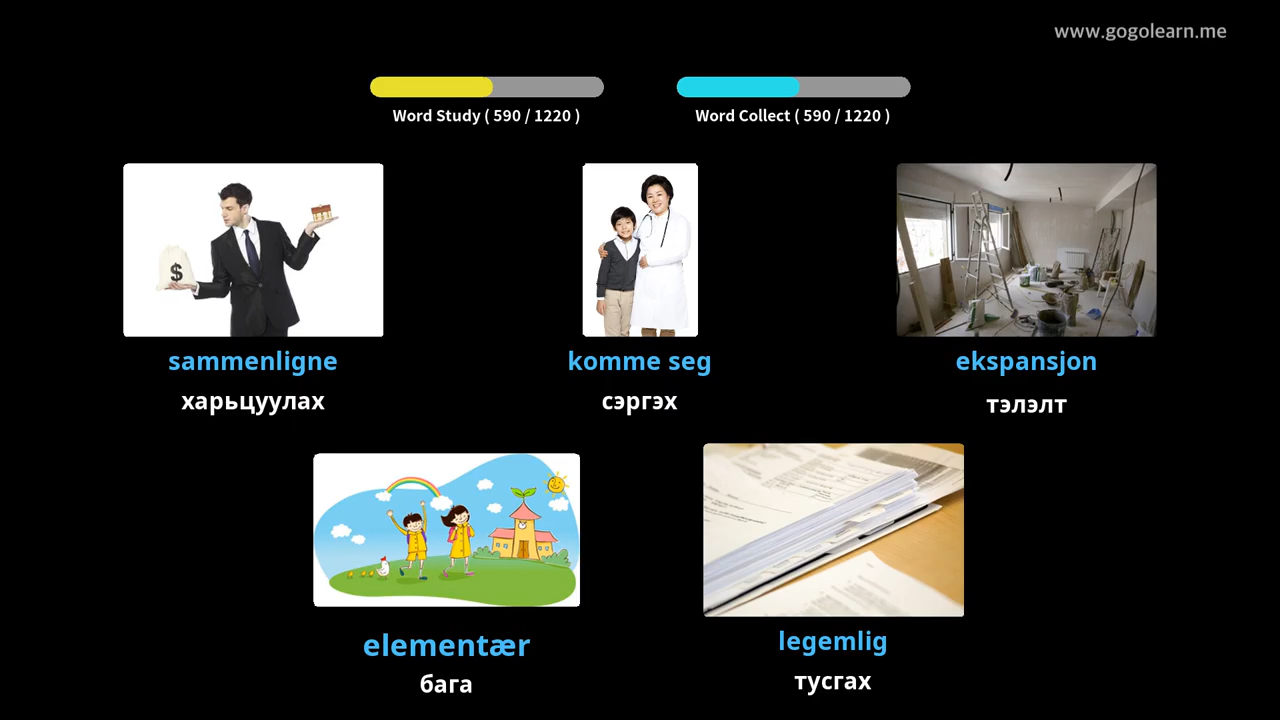 www.gogolearn.me
Word Study ( 590 / 1220 )
Word Collect ( 590 / 1220 )
$
sammenligne
komme seg
ekspansjon
харьцуулах
сэргэх
тэлэлт
elementær
legemlig
бага
тусгах